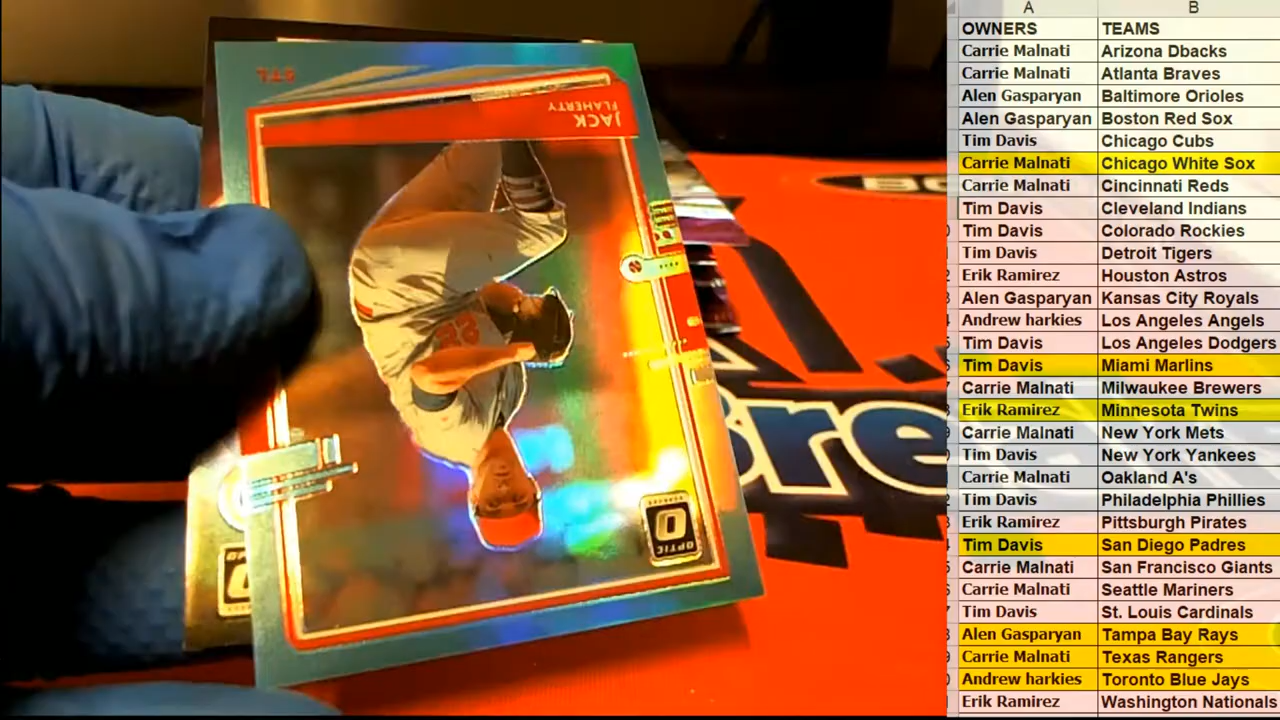 STL
JACK
FLAHERTY
22
OPTIC
A B
OWNERS TEAMS
Carrie Malnati Arizona Dbacks
Carrie Malnati Atlanta Braves
Alen Gasparyan Baltimore Orioles
Alen Gasparyan Boston Red Sox
Tim Davis Chicago Cubs
Carrie Malnati Chicago White Sox
Carrie Malnati Cincinnati Reds
Tim Davis Cleveland Indians
Tim Davis Colorado Rockies
Tim Davis Detroit Tigers
Erik Ramirez Houston Astros
Alen Gasparyan Kansas City Royals
Andrew harkies Los Angeles Angels
Tim Davis Los Angeles Dodgers
Tim Davis Miami Marlins
Carrie Malnati Milwaukee Brewers
Erik Ramirez Minnesota Twins
Carrie Malnati New York Mets
Tim Davis New York Yankees
Carrie Malnati Oakland A's
Tim Davis Philadelphia Phillies
Erik Ramirez Pittsburgh Pirates
Tim Davis San Diego Padres
Carrie Malnati San Francisco Giants
Carrie Malnati Seattle Mariners
Tim Davis St. Louis Cardinals
Alen Gasparyan Tampa Bay Rays
Carrie Malnati Texas Rangers
Andrew harkies Toronto Blue Jays
Erik Ramirez Washington Nationals